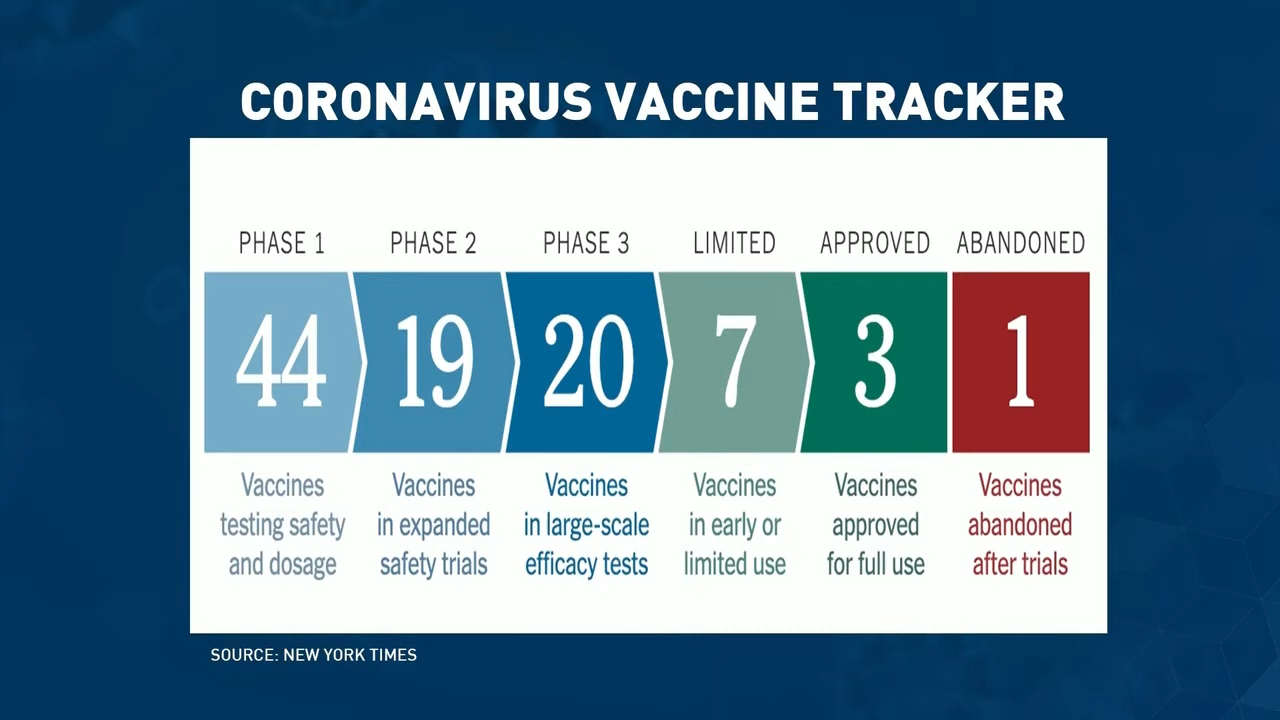 CORONAVIRUS VACCINE TRACKER
PHASE 1 PHASE 2 PHASE 3 LIMITED APPROVED ABANDONED
44 19 20 7 3 1
Vaccines Vaccines Vaccines Vaccines Vaccines Vaccines
testing safety in expanded in large-scale in early or approved abandoned
and dosage safety trials efficacy tests limited use for full use after trials
SOURCE: NEW YORK TIMES